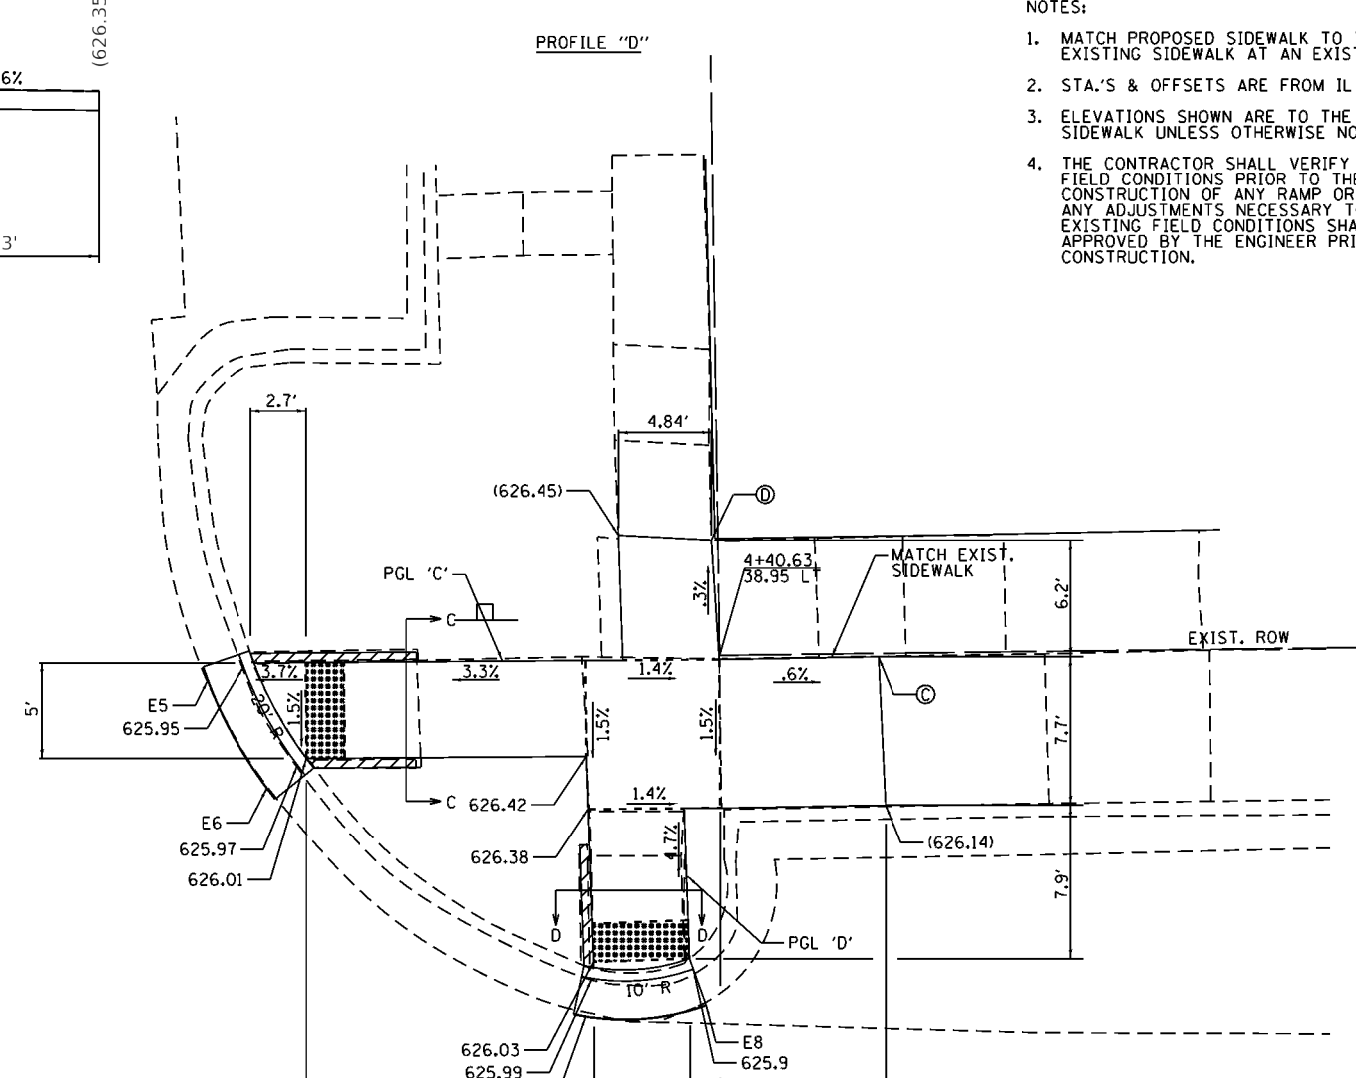 (626.35
6%
3'
PROFILE "D"
NOTES:
1. MATCH PROPOSED SIDEWALK TO
EXISTING SIDEWALK AT AN
2. STA.'S & OFFSETS ARE FROM IL
3. ELEVATIONS SHOWN ARE TO THE
SIDEWALK UNLESS OTHERWISE
4. THE CONTRACTOR SHALL VERIFY
FIELD CONDITIONS PRIOR TO
CONSTRUCTION OF ANY RAMP OR
ANY ADJUSTMENTS NECESSARY
EXISTING FIELD CONDITIONS
APPROVED BY THE ENGINEER
CONSTRUCTION.
2.7'
4.84'
(626.45)
D
4+40.63
38.95 L
MATCH EXIST.
SIDEWALK
PGL 'C'
.3%
6.2'
C
EXIST. ROW
3.7%
3.3%
1.4%
.6%
C
5'
E5
625.95
20' R
1.5%
1.5%
1.5%
7.7'
C
626.42
1.4%
E6
625.97
626.01
626.38
4.7%
(626.14)
7.9'
D
D
PGL 'D'
10' R
626.03
625.99
E8
625.9